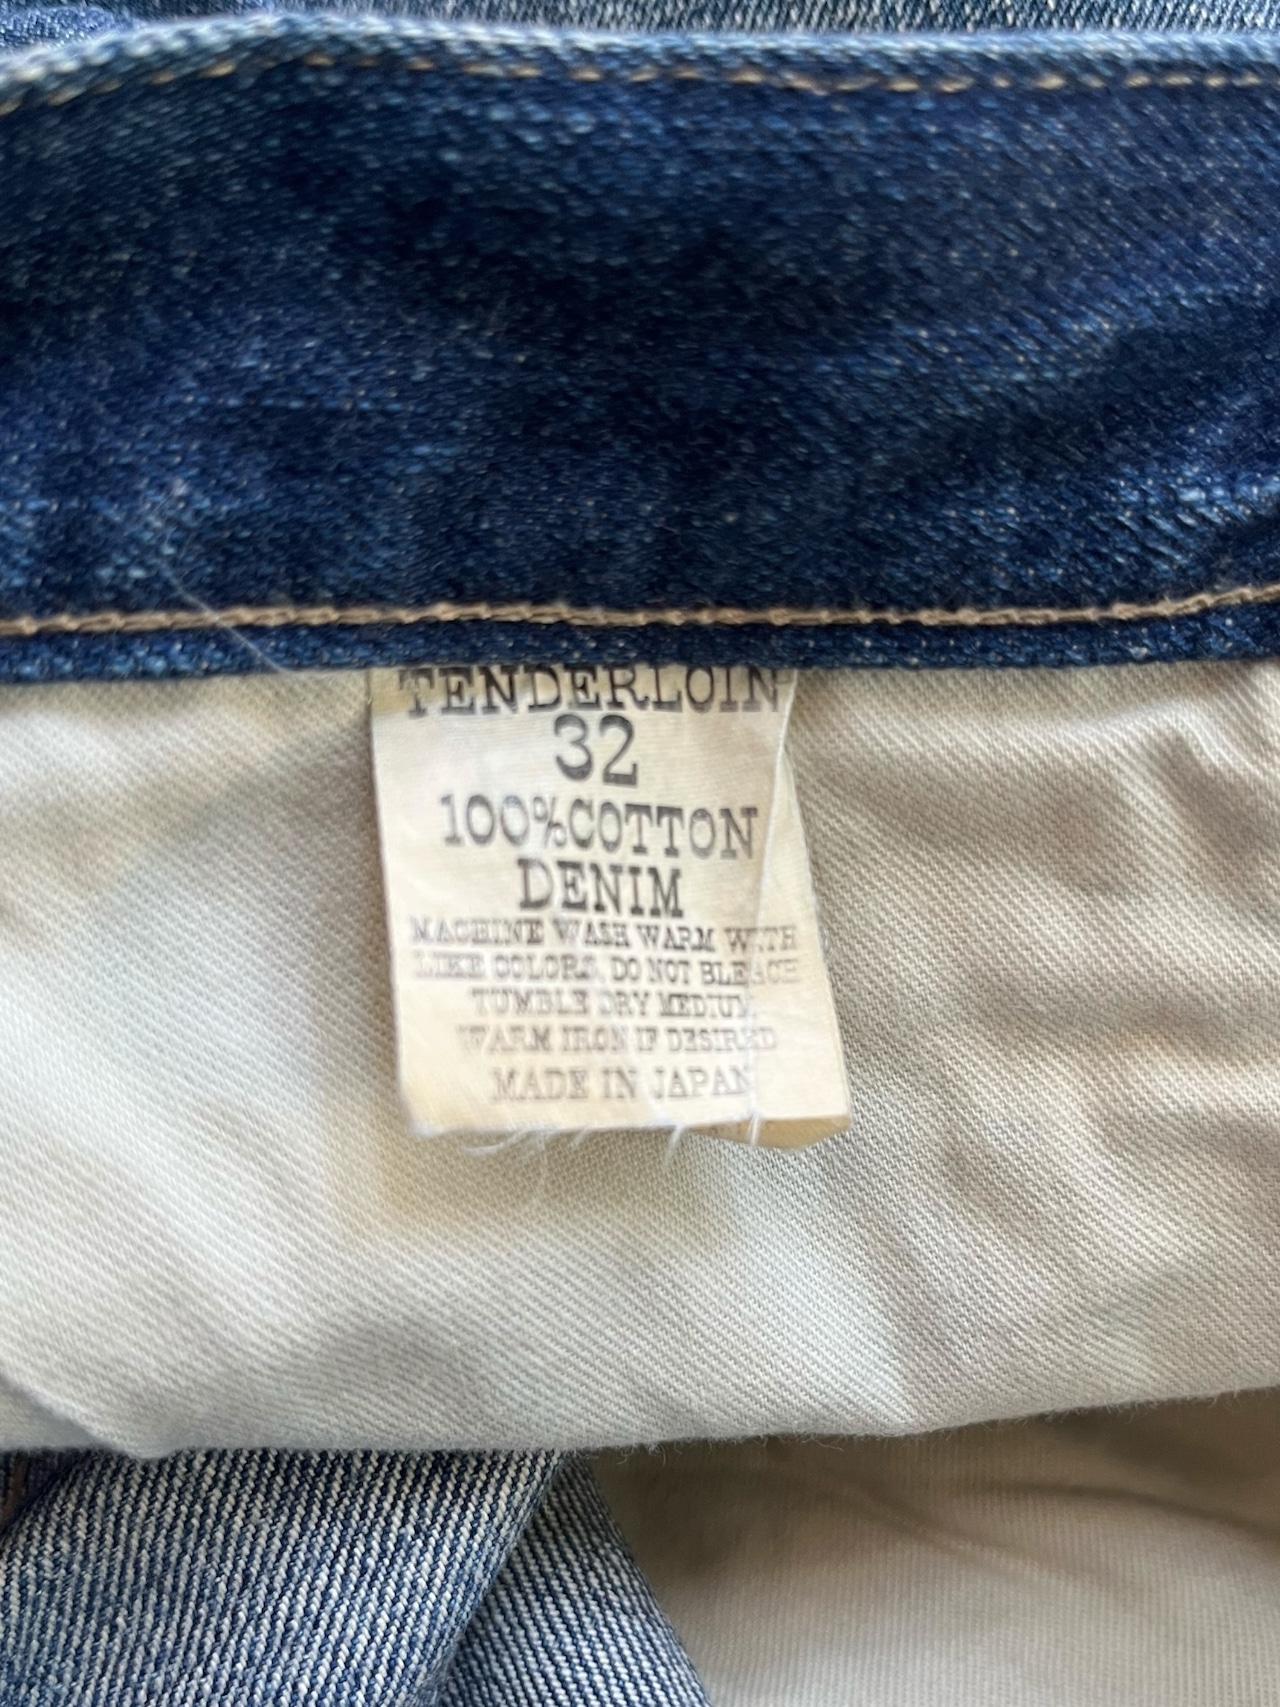 TENDERLOIN
32
100%COTTON
DENIM
MACHINE WASH WARM WITH
LIKE COLORS, DO NOT BLEACH
TUMBLE DRY MEDIUM
WARM IRON IF DESIRED
MADE IN JAPAN